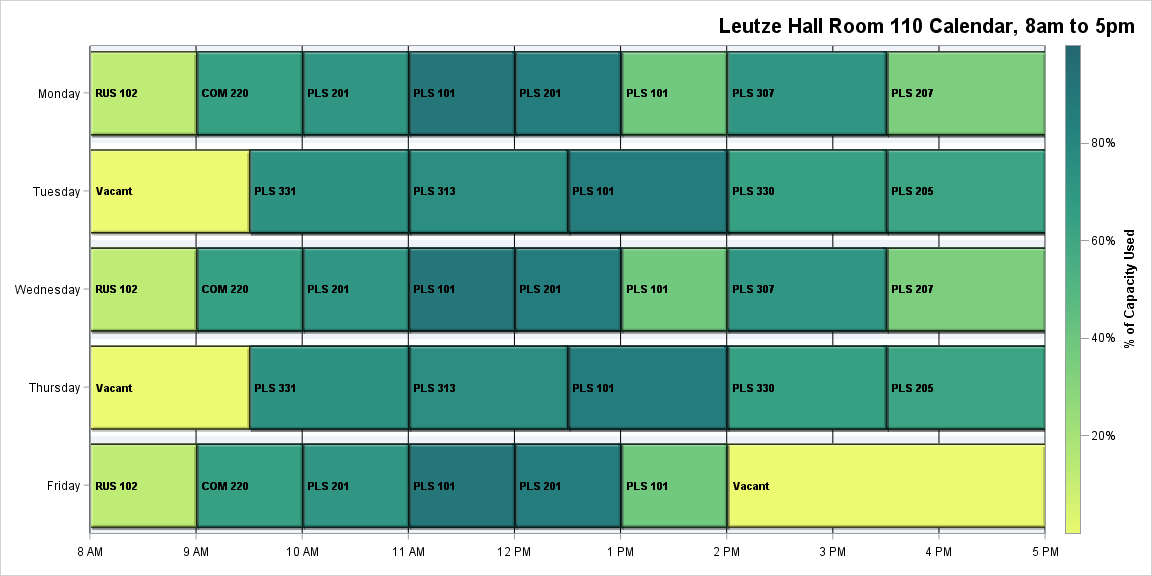 Leutze Hall Room 110 Calendar, 8am to 5pm
Monday RUS 102 COM 220 PLS 201 PLS 101 PLS 201 PLS 101 PLS 307 PLS 207
Tuesday Vacant PLS 331 PLS 313 PLS 101 PLS 330 PLS 205
Wednesday RUS 102 COM 220 PLS 201 PLS 101 PLS 201 PLS 101 PLS 307 PLS 207
Thursday Vacant PLS 331 PLS 313 PLS 101 PLS 330 PLS 205
Friday RUS 102 COM 220 PLS 201 PLS 101 PLS 201 PLS 101 Vacant
8 AM 9 AM 10 AM 11 AM 12 PM 1 PM 2 PM 3 PM 4 PM 5 PM
80%
60%
40%
20%
% of Capacity Used